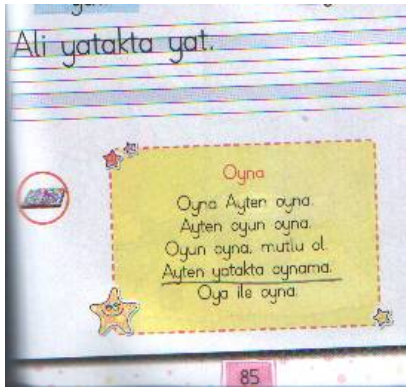 Ali yatakta yat.
Oyna
Oyna Ayten oyna.
Ayten oyun oyna.
Oyun oyna, mutlu ol.
Ayten yatakta oynama.
Oya ile oyna.
85